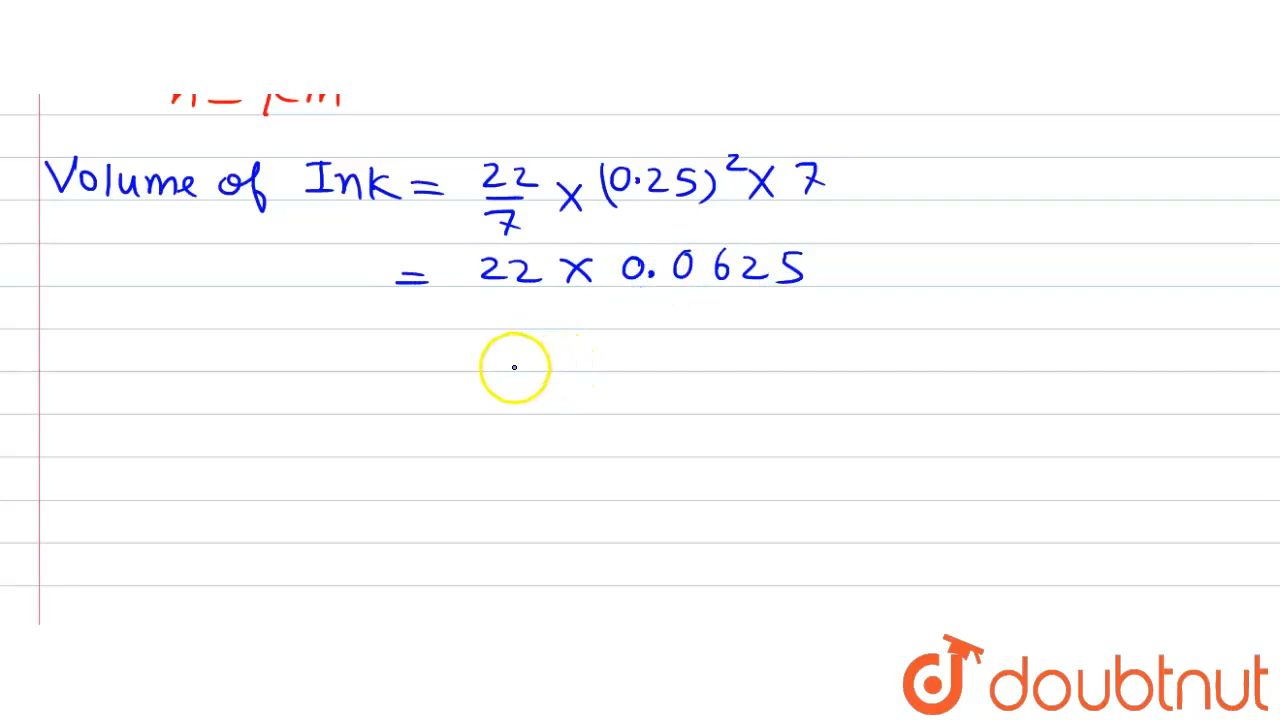 Volume of Ink = 22/7 × (0.25)² × 7
= 22 × 0.0625
doubtnut